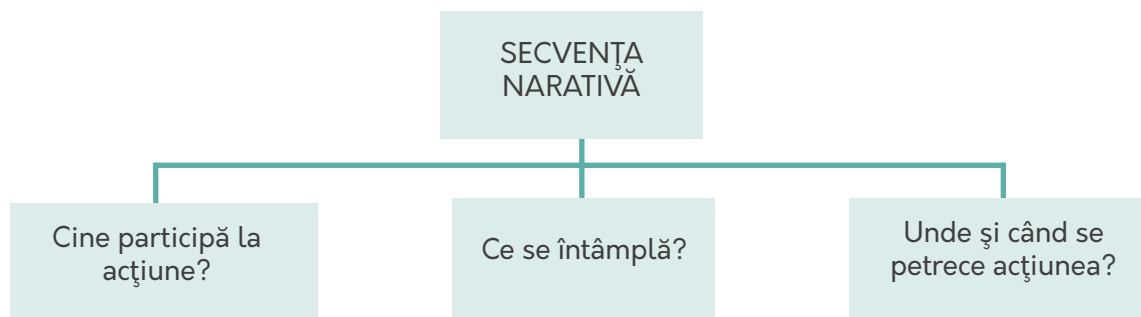 SECVENŢA
NARATIVĂ
Cine participă la
acţiune?
Ce se întâmplă?
Unde şi când se
petrece acţiunea?